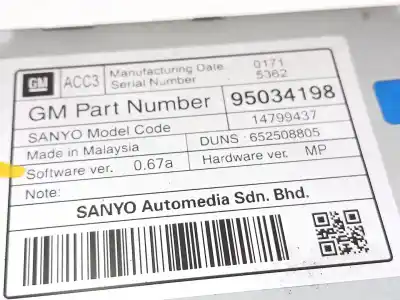 GM ACC3 Manufacturing Date 0171
Serial Number 5362
GM Part Number 95034198
SANYO Model Code 14799437
Made in Malaysia DUNS - 652508805
Software ver. 0.67a Hardware ver. MP
Note:
SANYO Automedia Sdn. Bhd.